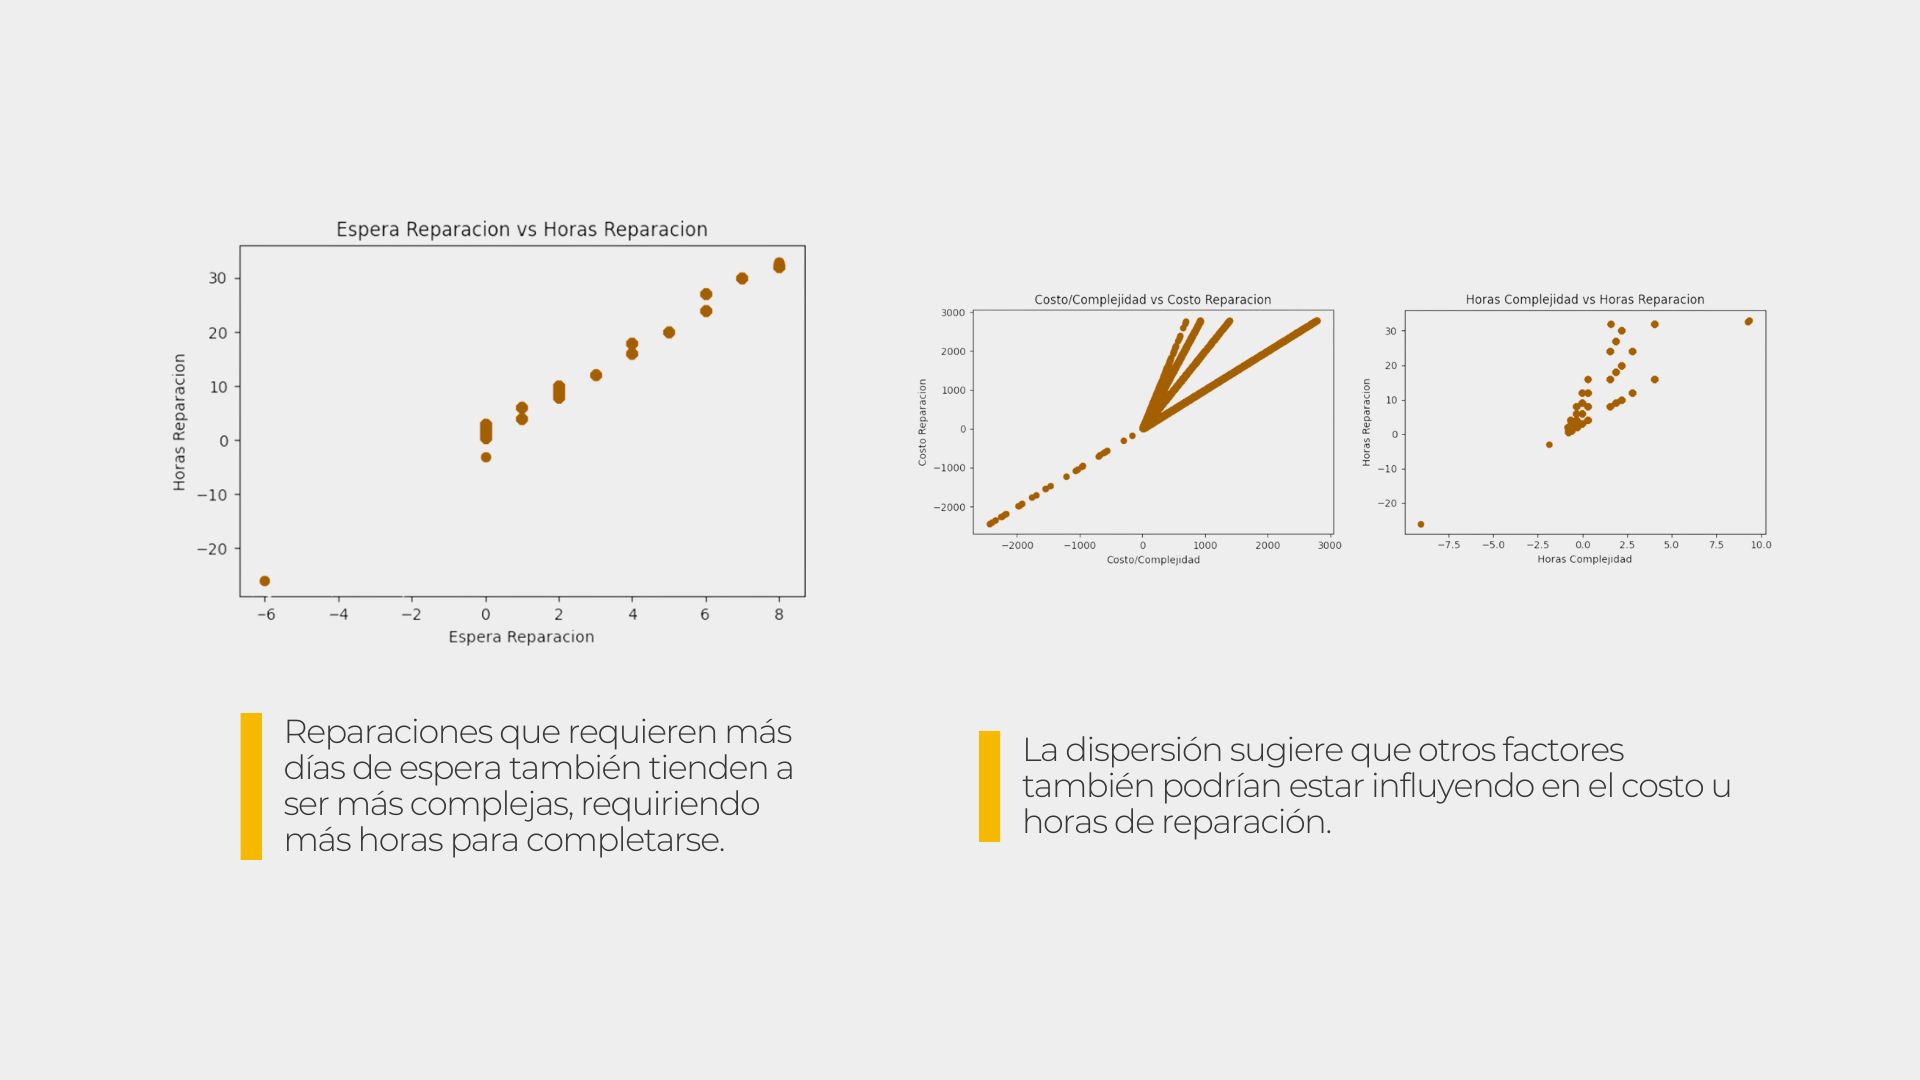 Espera Reparacion vs Horas Reparacion
Horas Reparacion
30
20
10
0
−10
−20
−6 −4 −2 0 2 4 6 8
Espera Reparacion
Costo/Complejidad vs Costo Reparacion
Costo Reparacion
3000
2000
1000
0
−1000
−2000
−2000 −1000 0 1000 2000 3000
Costo/Complejidad
Horas Complejidad vs Horas Reparacion
Horas Reparacion
30
20
10
0
−10
−20
−7.5 −5.0 −2.5 0.0 2.5 5.0 7.5 10.0
Horas Complejidad
Reparaciones que requieren más
días de espera también tienden a
ser más complejas, requiriendo
más horas para completarse.
La dispersión sugiere que otros factores
también podrían estar influyendo en el costo u
horas de reparación.